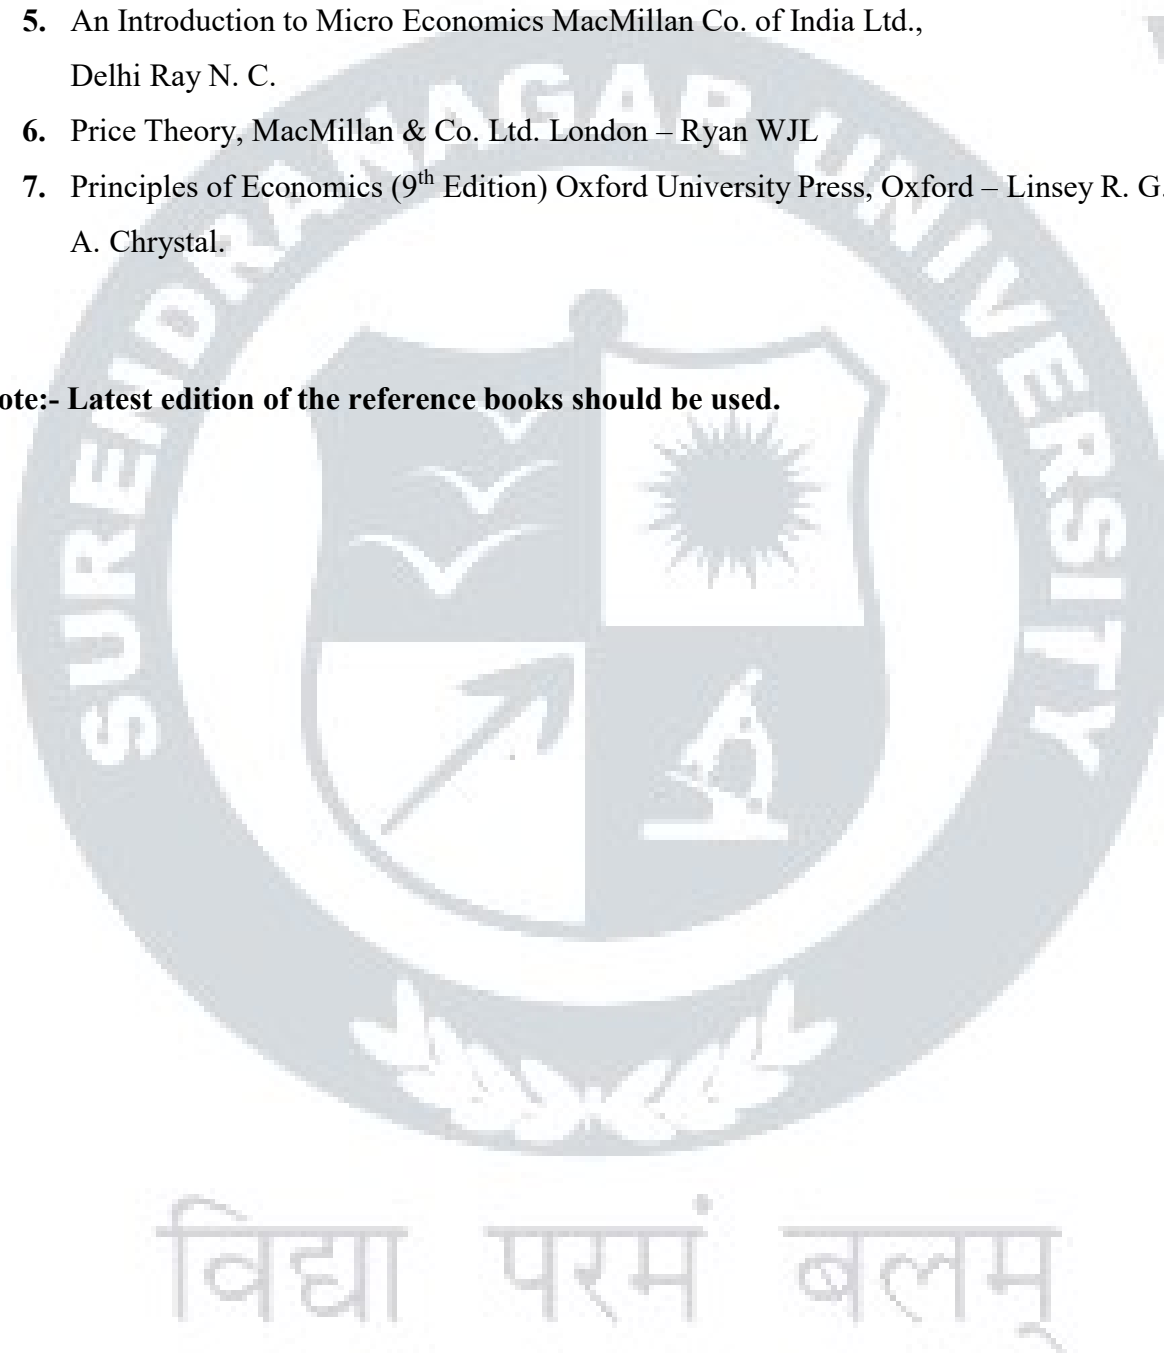 5. An Introduction to Micro Economics MacMillan Co. of India Ltd.,
Delhi Ray N. C.
6. Price Theory, MacMillan & Co. Ltd. London – Ryan WJL
7. Principles of Economics (9th Edition) Oxford University Press, Oxford – Linsey R. G.
A. Chrystal.
ote:- Latest edition of the reference books should be used.
SURENDRANAGAR UNIVERSITY
विद्या परमं बलम्